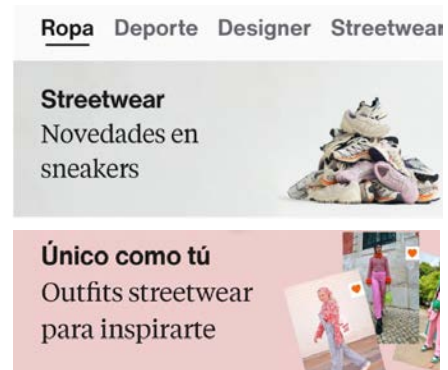 Ropa Deporte Designer Streetwear
Streetwear
Novedades en
sneakers
Único como tú
Outfits streetwear
para inspirarte